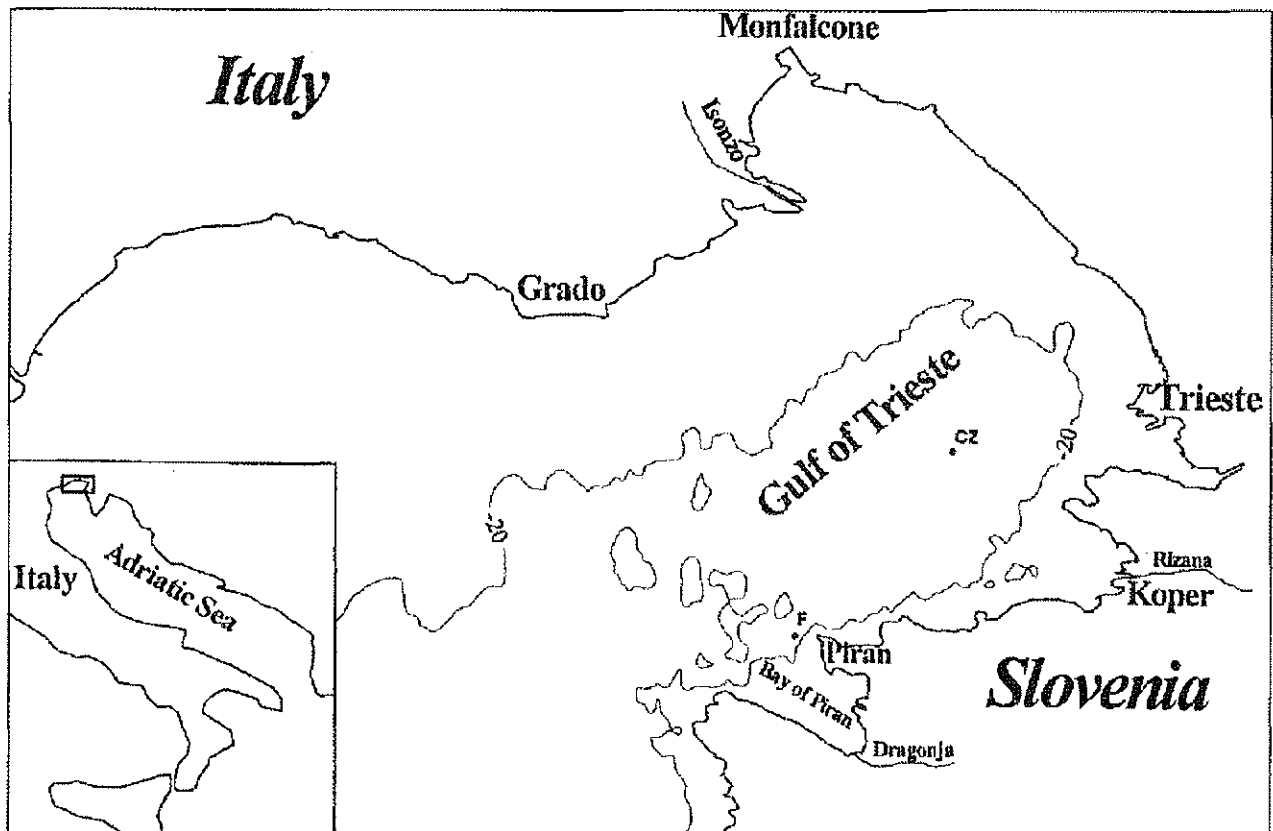 Monfalcone
Italy
Isonzo
Grado
Gulf of Trieste
Trieste
CZ
-20
-20
Italy
Adriatic Sea
Rizana
Koper
F
Piran
Bay of Piran
Slovenia
Dragonja